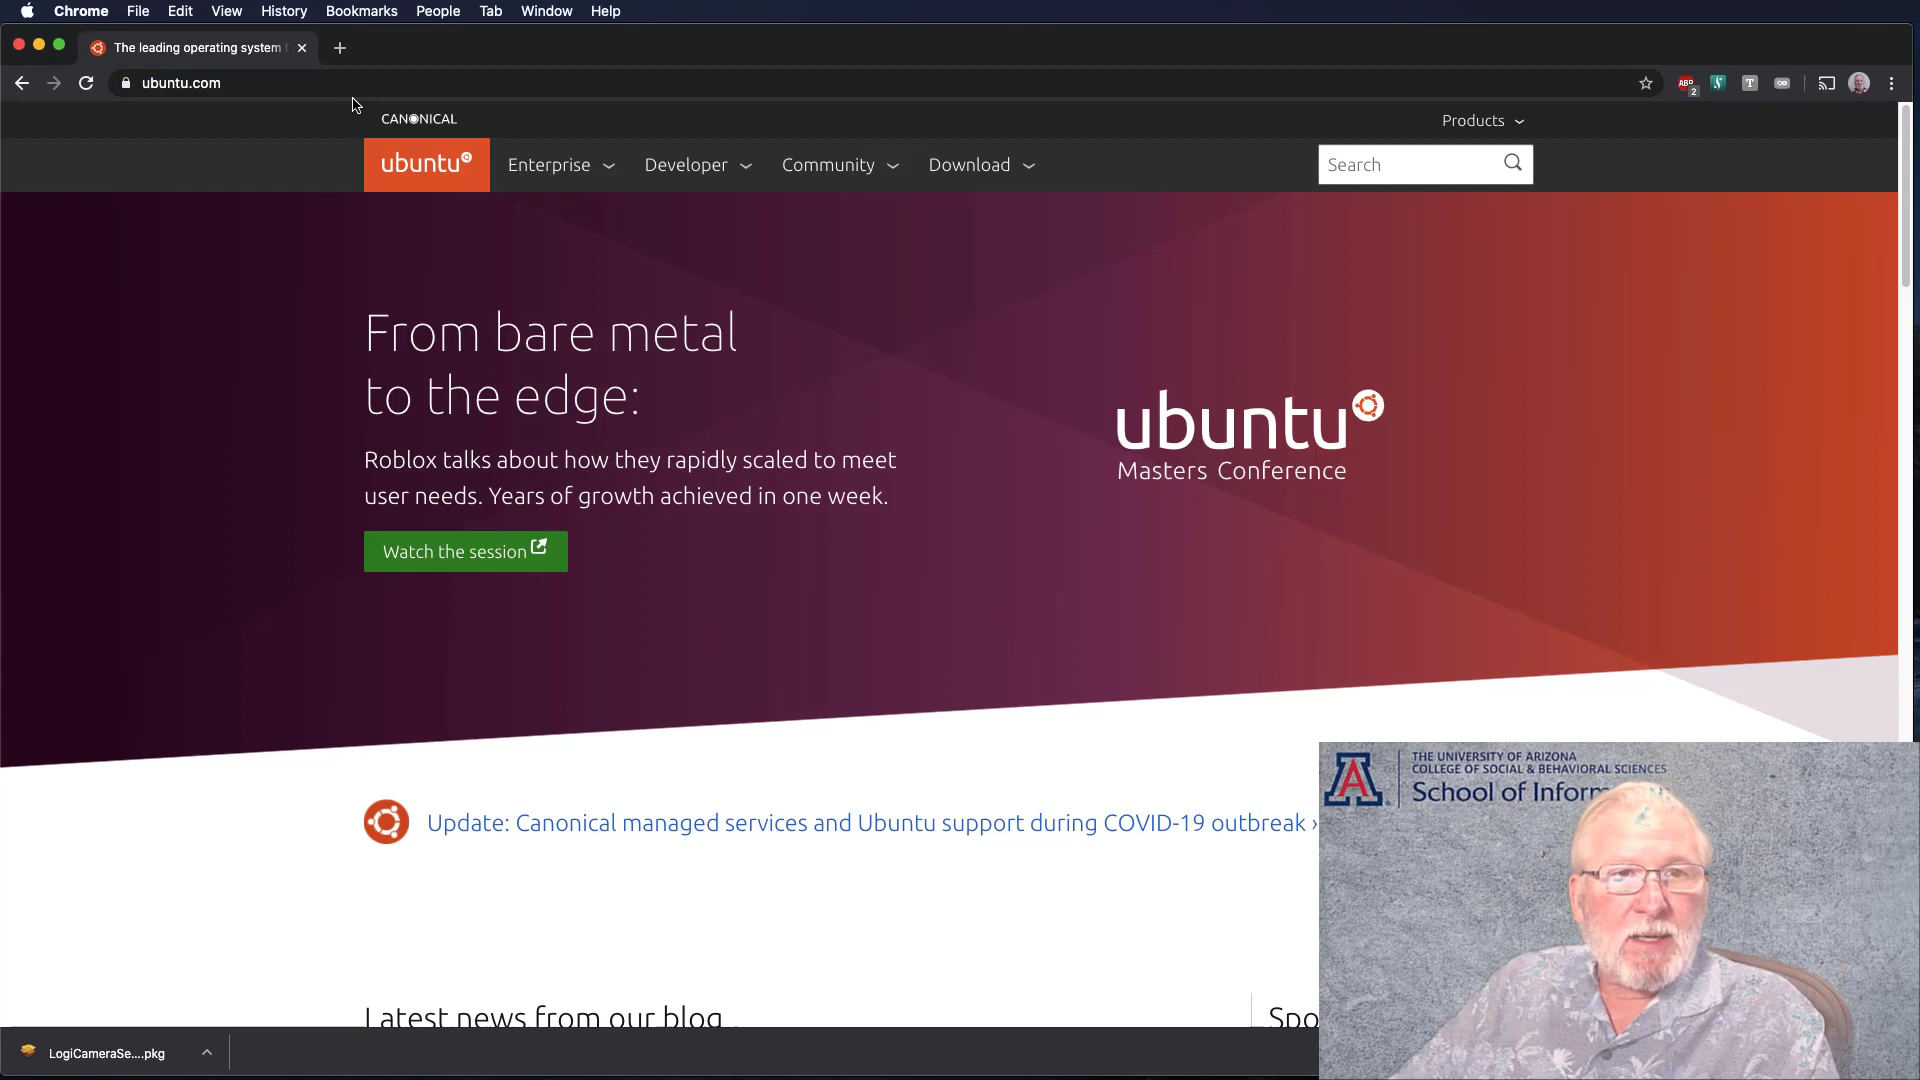 Chrome File Edit View History Bookmarks People Tab Window Help
The leading operating system
ubuntu.com
ABP
2
T
CANONICAL
Products
ubuntu
Enterprise
Developer
Community
Download
Search
From bare metal
to the edge:
Roblox talks about how they rapidly scaled to meet
user needs. Years of growth achieved in one week.
Watch the session
ubuntu
Masters Conference
THE UNIVERSITY OF ARIZONA
COLLEGE OF SOCIAL & BEHAVIORAL SCIENCES
School of Inform
A
Update: Canonical managed services and Ubuntu support during COVID-19 outbreak ›
Latest news from our blog
Spo
LogiCameraSe....pkg